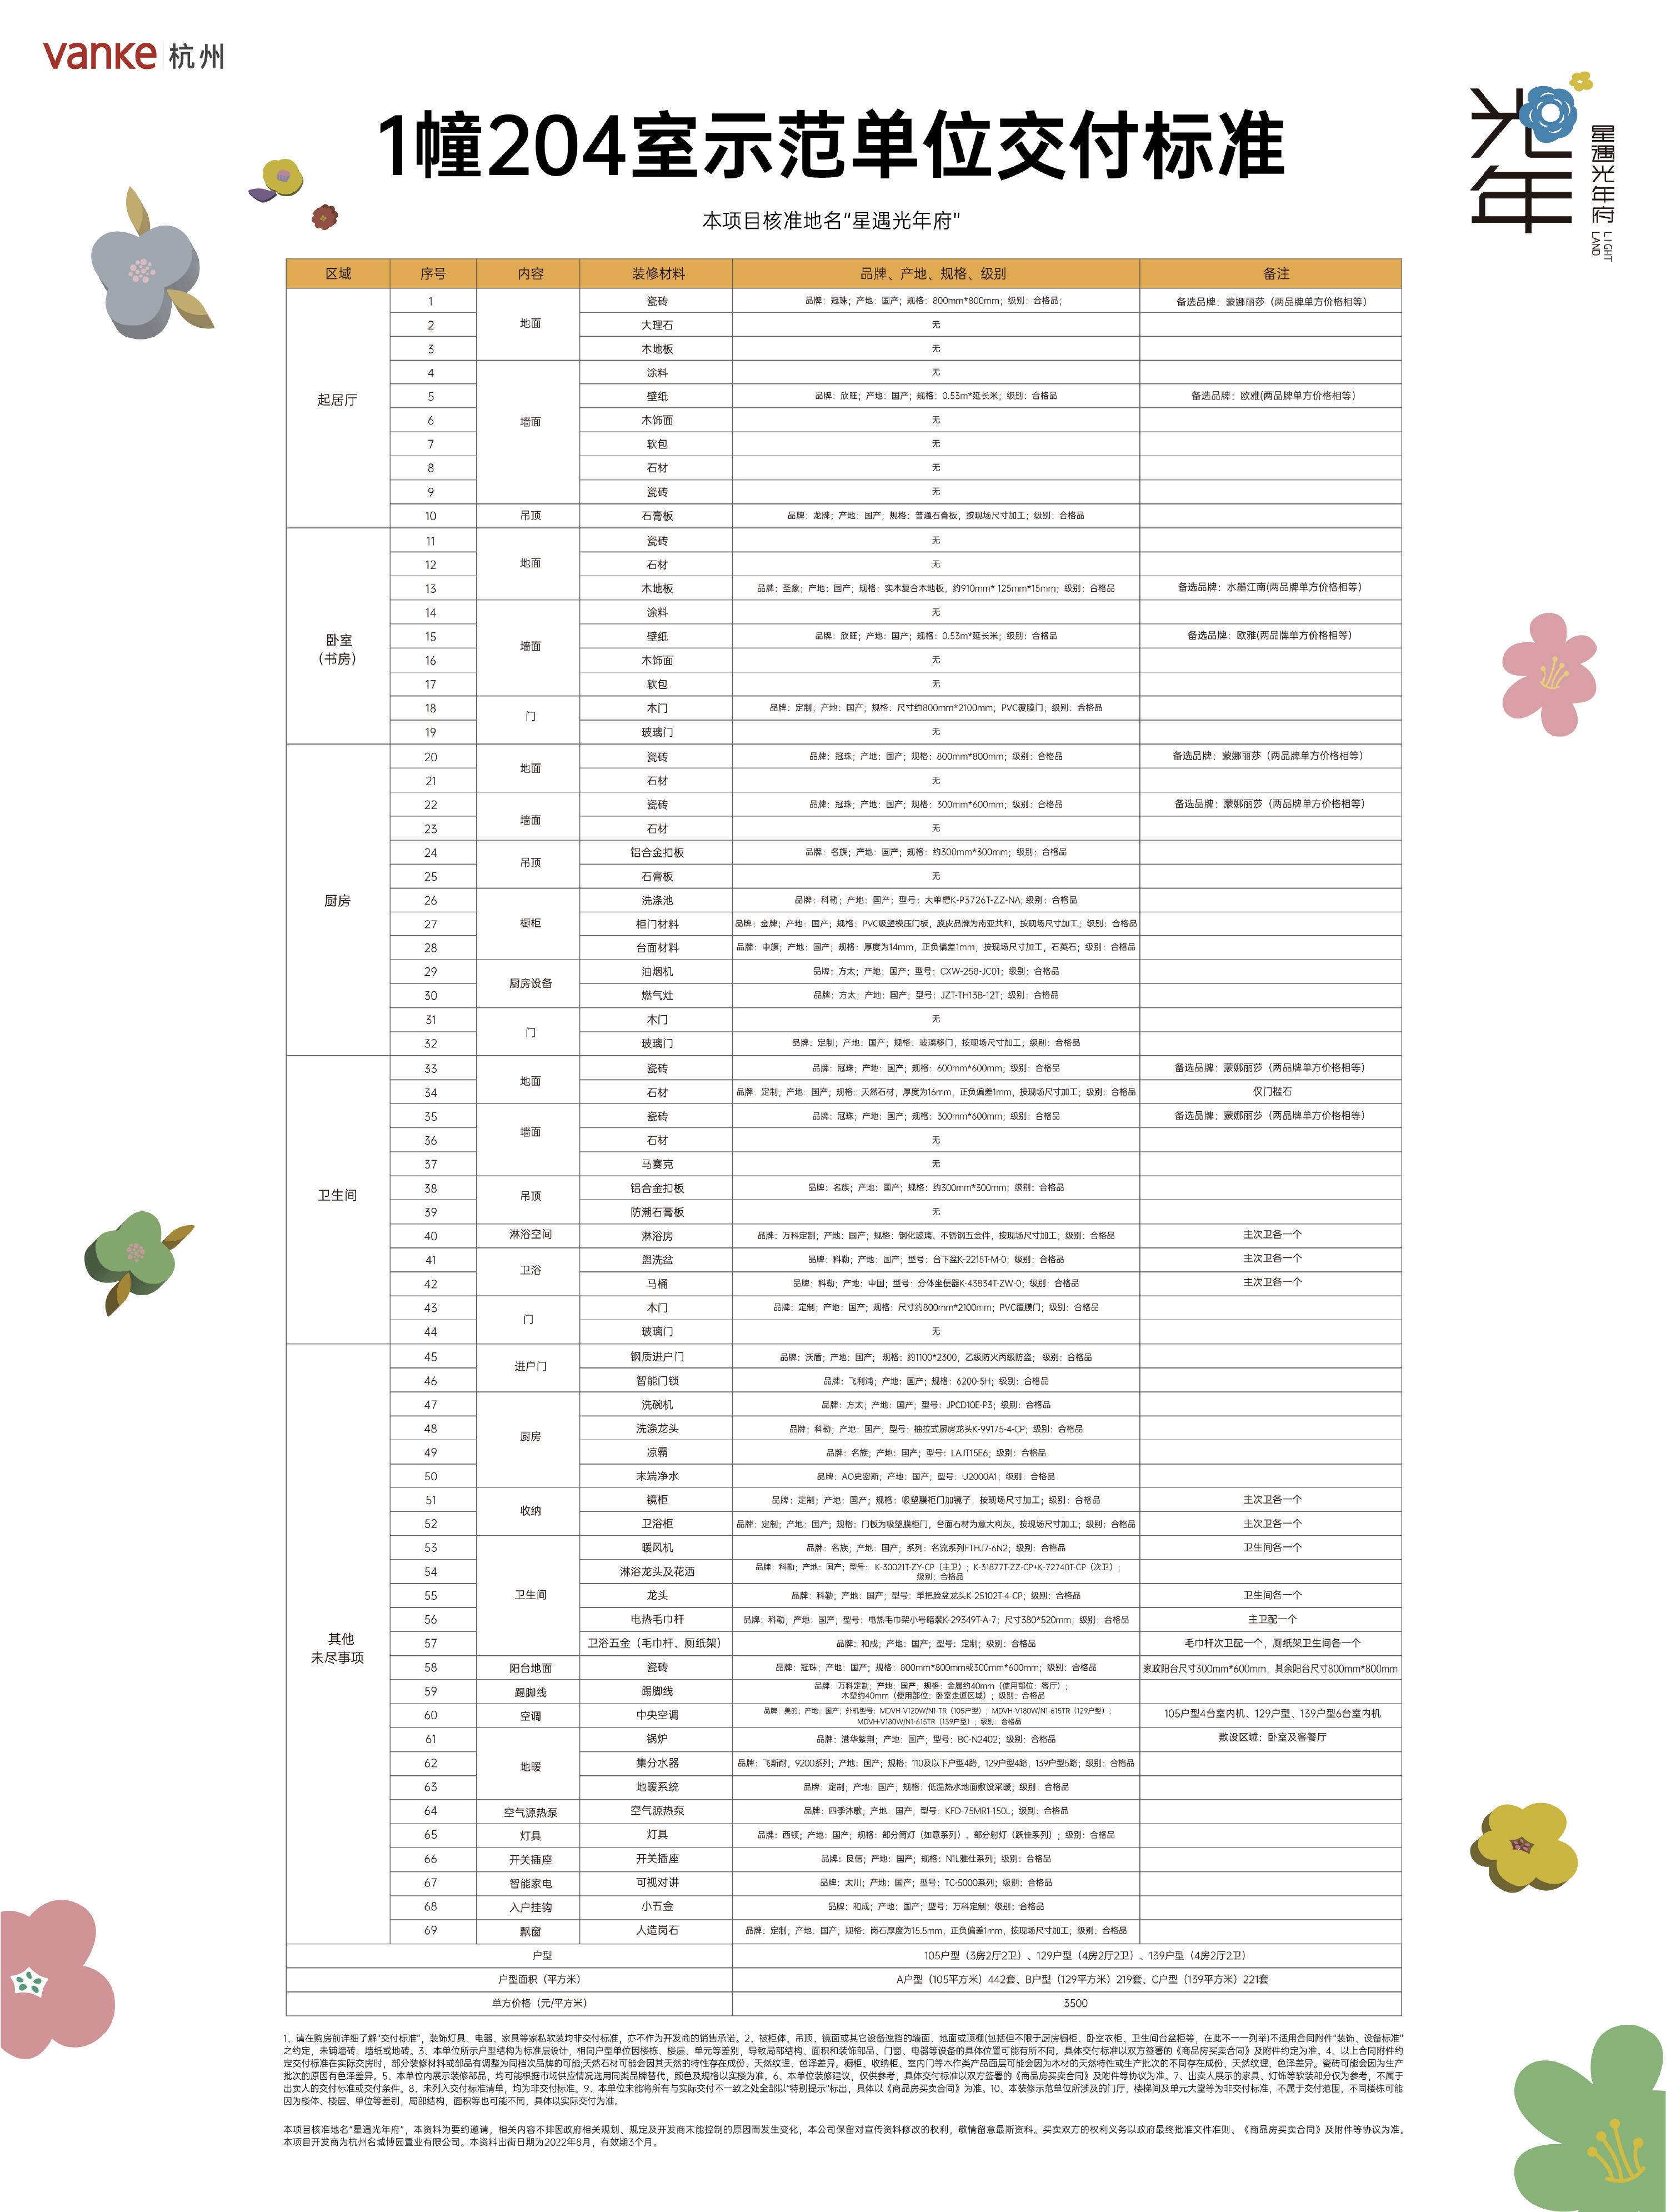 vanke 杭州
光年
星遇光年府
LIGHT LAND
1幢204室示范单位交付标准
本项目核准地名“星遇光年府”
区域 序号 内容 装修材料 品牌、产地、规格、级别 备注
起居厅
1 地面 瓷砖 品牌：冠珠；产地：国产；规格：800mm*800mm；级别：合格品； 备选品牌：蒙娜丽莎（两品牌单方价格相等）
2 大理石 无
3 木地板 无
4 墙面 涂料 无
5 壁纸 品牌：欣旺；产地：国产；规格：0.53m*延长米；级别：合格品 备选品牌：欧雅(两品牌单方价格相等）
6 木饰面 无
7 软包 无
8 石材 无
9 瓷砖 无
10 吊顶 石膏板 品牌：龙牌；产地：国产；规格：普通石膏板，按现场尺寸加工；级别：合格品
卧室
（书房）
11 地面 瓷砖 无
12 石材 无
13 木地板 品牌：圣象；产地：国产；规格：实木复合木地板，约910mm* 125mm*15mm；级别：合格品 备选品牌：水墨江南(两品牌单方价格相等）
14 墙面 涂料 无
15 壁纸 品牌：欣旺；产地：国产；规格：0.53m*延长米；级别：合格品 备选品牌：欧雅(两品牌单方价格相等）
16 木饰面 无
17 软包 无
18 门 木门 品牌：定制；产地：国产；规格：尺寸约800mm*2100mm；PVC覆膜门；级别：合格品
19 玻璃门 无
厨房
20 地面 瓷砖 品牌：冠珠；产地：国产；规格：800mm*800mm；级别：合格品 备选品牌：蒙娜丽莎（两品牌单方价格相等）
21 石材 无
22 墙面 瓷砖 品牌：冠珠；产地：国产；规格：300mm*600mm；级别：合格品 备选品牌：蒙娜丽莎（两品牌单方价格相等）
23 石材 无
24 吊顶 铝合金扣板 品牌：名族；产地：国产；规格：约300mm*300mm；级别：合格品
25 石膏板 无
26 橱柜 洗涤池 品牌：科勒；产地：国产；型号：大单槽K-P3726T-ZZ-NA; 级别：合格品
27 柜门材料 品牌：金牌；产地：国产；规格：PVC吸塑模压门板，膜皮品牌为南亚共和，按现场尺寸加工；级别：合格品
28 台面材料 品牌：中旗；产地：国产；规格：厚度为14mm，正负偏差1mm，按现场尺寸加工，石英石；级别：合格品
29 厨房设备 油烟机 品牌：方太；产地：国产；型号：CXW-258-JC01；级别：合格品
30 燃气灶 品牌：方太；产地：国产；型号：JZT-TH13B-12T；级别：合格品
31 门 木门 无
32 玻璃门 品牌：定制；产地：国产；规格：玻璃移门，按现场尺寸加工；级别：合格品
卫生间
33 地面 瓷砖 品牌：冠珠；产地：国产；规格：600mm*600mm；级别：合格品 备选品牌：蒙娜丽莎（两品牌单方价格相等）
34 石材 品牌：定制；产地：国产；规格：天然石材，厚度为16mm，正负偏差1mm，按现场尺寸加工；级别：合格品 仅门槛石
35 墙面 瓷砖 品牌：冠珠；产地：国产；规格：300mm*600mm；级别：合格品 备选品牌：蒙娜丽莎（两品牌单方价格相等）
36 石材 无
37 马赛克 无
38 吊顶 铝合金扣板 品牌：名族；产地：国产；规格：约300mm*300mm；级别：合格品
39 防潮石膏板 无
40 淋浴空间 淋浴房 品牌：万科定制；产地：国产；规格：钢化玻璃、不锈钢五金件，按现场尺寸加工；级别：合格品 主次卫各一个
41 卫浴 盥洗盆 品牌：科勒；产地：国产；型号：台下盆K-2215T-M-0；级别：合格品 主次卫各一个
42 马桶 品牌：科勒；产地：中国；型号：分体坐便器K-43834T-ZW-0；级别：合格品 主次卫各一个
43 门 木门 品牌：定制；产地：国产；规格：尺寸约800mm*2100mm；PVC覆膜门；级别：合格品
44 玻璃门 无
其他
未尽事项
45 进户门 钢质进户门 品牌：沃盾；产地：国产； 规格：约1100*2300，乙级防火丙级防盗； 级别：合格品
46 智能门锁 品牌：飞利浦；产地：国产；规格：6200-5H；级别：合格品
47 厨房 洗碗机 品牌：方太；产地：国产；型号：JPCD10E-P3；级别：合格品
48 洗涤龙头 品牌：科勒；产地：国产；型号：抽拉式厨房龙头K-99175-4-CP；级别：合格品
49 凉霸 品牌：名族；产地：国产；型号：LAJT15E6；级别：合格品
50 末端净水 品牌：AO史密斯；产地：国产；型号：U2000A1；级别：合格品
51 收纳 镜柜 品牌：定制；产地：国产；规格：吸塑膜柜门加镜子，按现场尺寸加工；级别：合格品 主次卫各一个
52 卫浴柜 品牌：定制；产地：国产；规格：门板为吸塑膜柜门，台面石材为意大利灰，按现场尺寸加工；级别：合格品 主次卫各一个
53 卫生间 暖风机 品牌：名族；产地：国产；系列：名流系列FTHJ7-6N2；级别：合格品 卫生间各一个
54 淋浴龙头及花洒 品牌：科勒；产地：国产；型号： K-30021T-ZY-CP（主卫）；K-31877T-ZZ-CP+K-72740T-CP（次卫）；
级别：合格品
55 龙头 品牌：科勒；产地：国产；型号：单把脸盆龙头K-25102T-4-CP；级别：合格品 卫生间各一个
56 电热毛巾杆 品牌：科勒；产地：国产；型号：电热毛巾架小号暗装K-29349T-A-7；尺寸380*520mm；级别：合格品 主卫配一个
57 卫浴五金（毛巾杆、厕纸架） 品牌：和成；产地：国产；型号：定制；级别：合格品 毛巾杆次卫配一个，厕纸架卫生间各一个
58 阳台地面 瓷砖 品牌：冠珠；产地：国产；规格：800mm*800mm或300mm*600mm；级别：合格品 家政阳台尺寸300mm*600mm，其余阳台尺寸800mm*800mm
59 踢脚线 踢脚线 品牌：万科定制；产地：国产；规格：金属约40mm（使用部位：客厅）；
木塑约40mm（使用部位：卧室走道区域）；级别：合格品
60 空调 中央空调 品牌：美的；产地：国产；外机型号：MDVH-V120W/N1-TR（105户型）；MDVH-V180W/N1-615TR（129户型）；
MDVH-V180W/N1-615TR（139户型）；级别：合格品 105户型4台室内机、129户型、139户型6台室内机
61 地暖 锅炉 品牌：港华紫荆；产地：国产；型号：BC-N2402；级别：合格品 敷设区域：卧室及客餐厅
62 集分水器 品牌：飞斯耐，9200系列；产地：国产；规格：110及以下户型4路，129户型4路，139户型5路；级别：合格品
63 地暖系统 品牌：定制；产地：国产；规格：低温热水地面敷设采暖；级别：合格品
64 空气源热泵 空气源热泵 品牌：四季沐歌；产地：国产；型号：KFD-75MR1-150L；级别：合格品
65 灯具 灯具 品牌：西顿；产地：国产；规格：部分筒灯（如意系列）、部分射灯（跃佳系列）；级别：合格品
66 开关插座 开关插座 品牌：良信；产地：国产；规格：N1L雅仕系列；级别：合格品
67 智能家电 可视对讲 品牌：太川；产地：国产；型号：TC-5000系列；级别：合格品
68 入户挂钩 小五金 品牌：和成；产地：国产；型号：万科定制；级别：合格品
69 飘窗 人造岗石 品牌：定制；产地：国产；规格：岗石厚度为15.5mm，正负偏差1mm，按现场尺寸加工；级别：合格品
户型 105户型（3房2厅2卫）、129户型（4房2厅2卫）、139户型（4房2厅2卫）
户型面积（平方米） A户型（105平方米）442套、B户型（129平方米）219套、C户型（139平方米）221套
单方价格（元/平方米） 3500
1、请在购房前详细了解“交付标准”，装饰灯具、电器、家具等家私软装均非交付标准，亦不作为开发商的销售承诺。2、被柜体、吊顶、镜面或其它设备遮挡的墙面、地面或顶棚(包括但不限于厨房橱柜、卧室衣柜、卫生间台盆柜等，在此不一一列举)不适用合同附件“装饰、设备标准”
之约定，未铺墙砖、墙纸或地砖。3、本单位所示户型结构为标准层设计，相同户型单位因楼栋、楼层、单元等差别，导致局部结构、面积和装饰部品、门窗、电器等设备的具体位置可能有所不同。具体交付标准以双方签署的《商品房买卖合同》及附件约定为准。4、以上合同附件约
定交付标准在实际交房时，部分装修材料或部品有调整为同档次品牌的可能;天然石材可能会因其天然的特性存在成份、天然纹理、色泽差异。橱柜、收纳柜、室内门等木作类产品面层可能会因为木材的天然特性或生产批次的不同存在成份、天然纹理、色泽差异。瓷砖可能会因为生产
批次的原因有色泽差异。5、本单位内展示装修部品，均可能根据市场供应情况选用同类品牌替代，颜色及规格以实楼为准。6、本单位装修建议，仅供参考，具体交付标准以双方签署的《商品房买卖合同》及附件等协议为准。7、出卖人展示的家具、灯饰等软装部分仅为参考，不属于
出卖人的交付标准或交付条件。8、未列入交付标准清单，均为非交付标准。9、本单位未能将所有与实际交付不一致之处全部以“特别提示”标出，具体以《商品房买卖合同》为准。10、本装修示范单位所涉及的门厅，楼梯间及单元大堂等为非交付标准，不属于交付范围，不同楼栋可能
因为楼体、楼层、单位等差别，局部结构，面积等也可能不同，具体以实际交付为准。
本项目核准地名“星遇光年府”，本资料为要约邀请，相关内容不排因政府相关规划、规定及开发商未能控制的原因而发生变化，本公司保留对宣传资料修改的权利，敬情留意最斯资料。买卖双方的权利义务以政府最终批准文件准则、《商品房买卖合同》及附件等协议为准。
本项目开发商为杭州名城博园置业有限公司。本资料出街日期为2022年8月，有效期3个月。